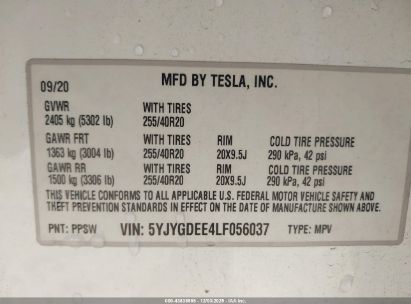 09/20 MFD BY TESLA, INC.
GVWR WITH TIRES
2405 kg (5302 lb) 255/40R20
GAWR FRT WITH TIRES RIM COLD TIRE PRESSURE
1363 kg (3004 lb) 255/40R20 20X9.5J 290 kPa, 42 psi
GAWR RR WITH TIRES RIM COLD TIRE PRESSURE
1500 kg (3306 lb) 255/40R20 20X9.5J 290 kPa, 42 psi
THIS VEHICLE CONFORMS TO ALL APPLICABLE U.S. FEDERAL MOTOR VEHICLE SAFETY AND
THEFT PREVENTION STANDARDS IN EFFECT ON THE DATE OF MANUFACTURE SHOWN ABOVE.
PNT: PPSW VIN: 5YJYGDEE4LF056037 TYPE: MPV